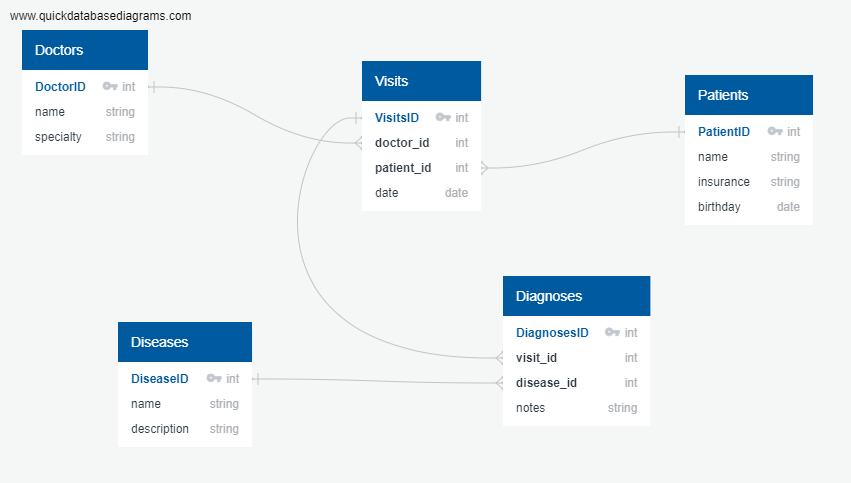 www.quickdatabasediagrams.com
Doctors
DoctorID int
name string
specialty string
Visits
VisitsID int
doctor_id int
patient_id int
date date
Patients
PatientID int
name string
insurance string
birthday date
Diagnoses
DiagnosesID int
visit_id int
disease_id int
notes string
Diseases
DiseaseID int
name string
description string